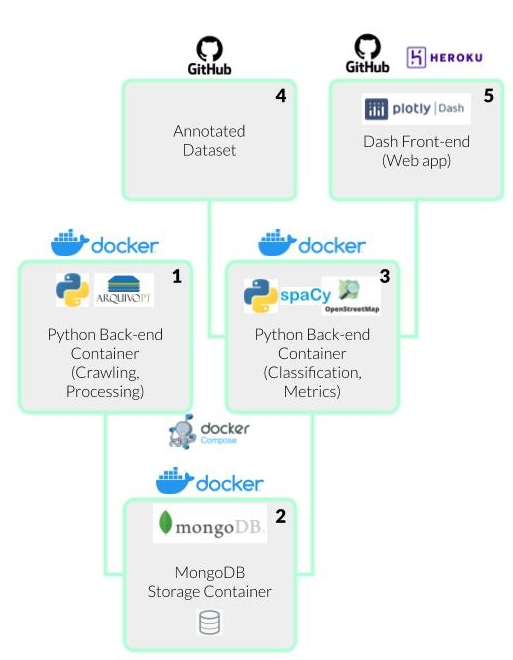 GitHub
GitHub
HEROKU
4
Annotated
Dataset
5
plotly | Dash
Dash Front-end
(Web app)
docker
docker
1
ARQUIVO.PT
Python Back-end
Container
(Crawling,
Processing)
3
spaCy
OpenStreetMap
Python Back-end
Container
(Classification,
Metrics)
docker
Compose
docker
2
mongoDB
MongoDB
Storage Container